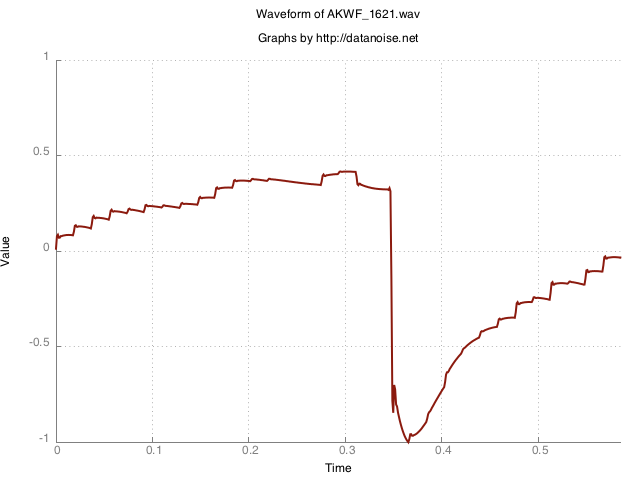 Waveform of AKWF_1621.wav
Graphs by http://datanoise.net
1
0.5
0
-0.5
-1
Value
0 0.1 0.2 0.3 0.4 0.5
Time